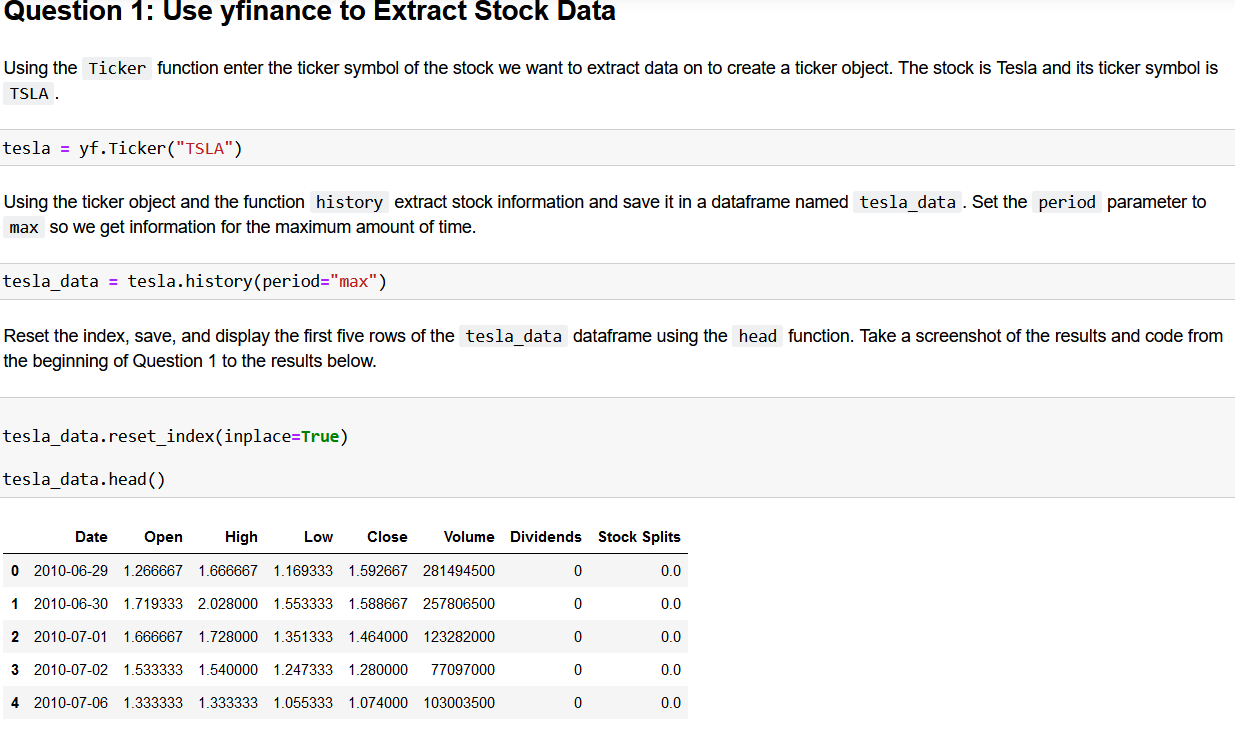 Question 1: Use yfinance to Extract Stock Data
Using the Ticker function enter the ticker symbol of the stock we want to extract data on to create a ticker object. The stock is Tesla and its ticker symbol is
TSLA .
tesla = yf.Ticker("TSLA")
Using the ticker object and the function history extract stock information and save it in a dataframe named tesla_data . Set the period parameter to
max so we get information for the maximum amount of time.
tesla_data = tesla.history(period="max")
Reset the index, save, and display the first five rows of the tesla_data dataframe using the head function. Take a screenshot of the results and code from
the beginning of Question 1 to the results below.
tesla_data.reset_index(inplace=True)
tesla_data.head()
Date Open High Low Close Volume Dividends Stock Splits
0 2010-06-29 1.266667 1.666667 1.169333 1.592667 281494500 0 0.0
1 2010-06-30 1.719333 2.028000 1.553333 1.588667 257806500 0 0.0
2 2010-07-01 1.666667 1.728000 1.351333 1.464000 123282000 0 0.0
3 2010-07-02 1.533333 1.540000 1.247333 1.280000 77097000 0 0.0
4 2010-07-06 1.333333 1.333333 1.055333 1.074000 103003500 0 0.0